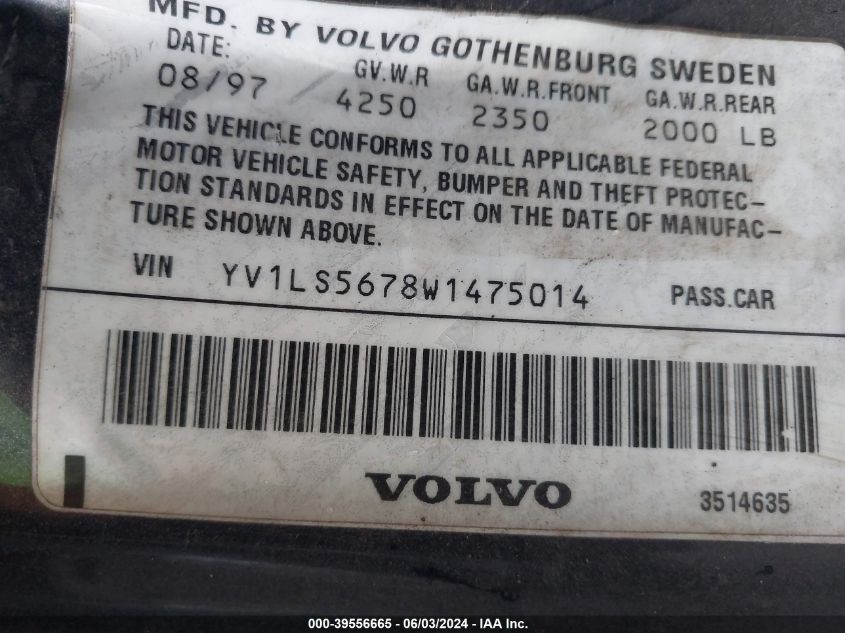 MFD. BY VOLVO GOTHENBURG SWEDEN
DATE: GV.W.R GA.W.R.FRONT GA.W.R.REAR
08/97 4250 2350 2000 LB
THIS VEHICLE CONFORMS TO ALL APPLICABLE FEDERAL
MOTOR VEHICLE SAFETY, BUMPER AND THEFT PROTEC-
TION STANDARDS IN EFFECT ON THE DATE OF MANUFAC-
TURE SHOWN ABOVE.
VIN YV1LS5678W1475014 PASS.CAR
VOLVO 3514635
000-39556665 - 06/03/2024 - IAA Inc.